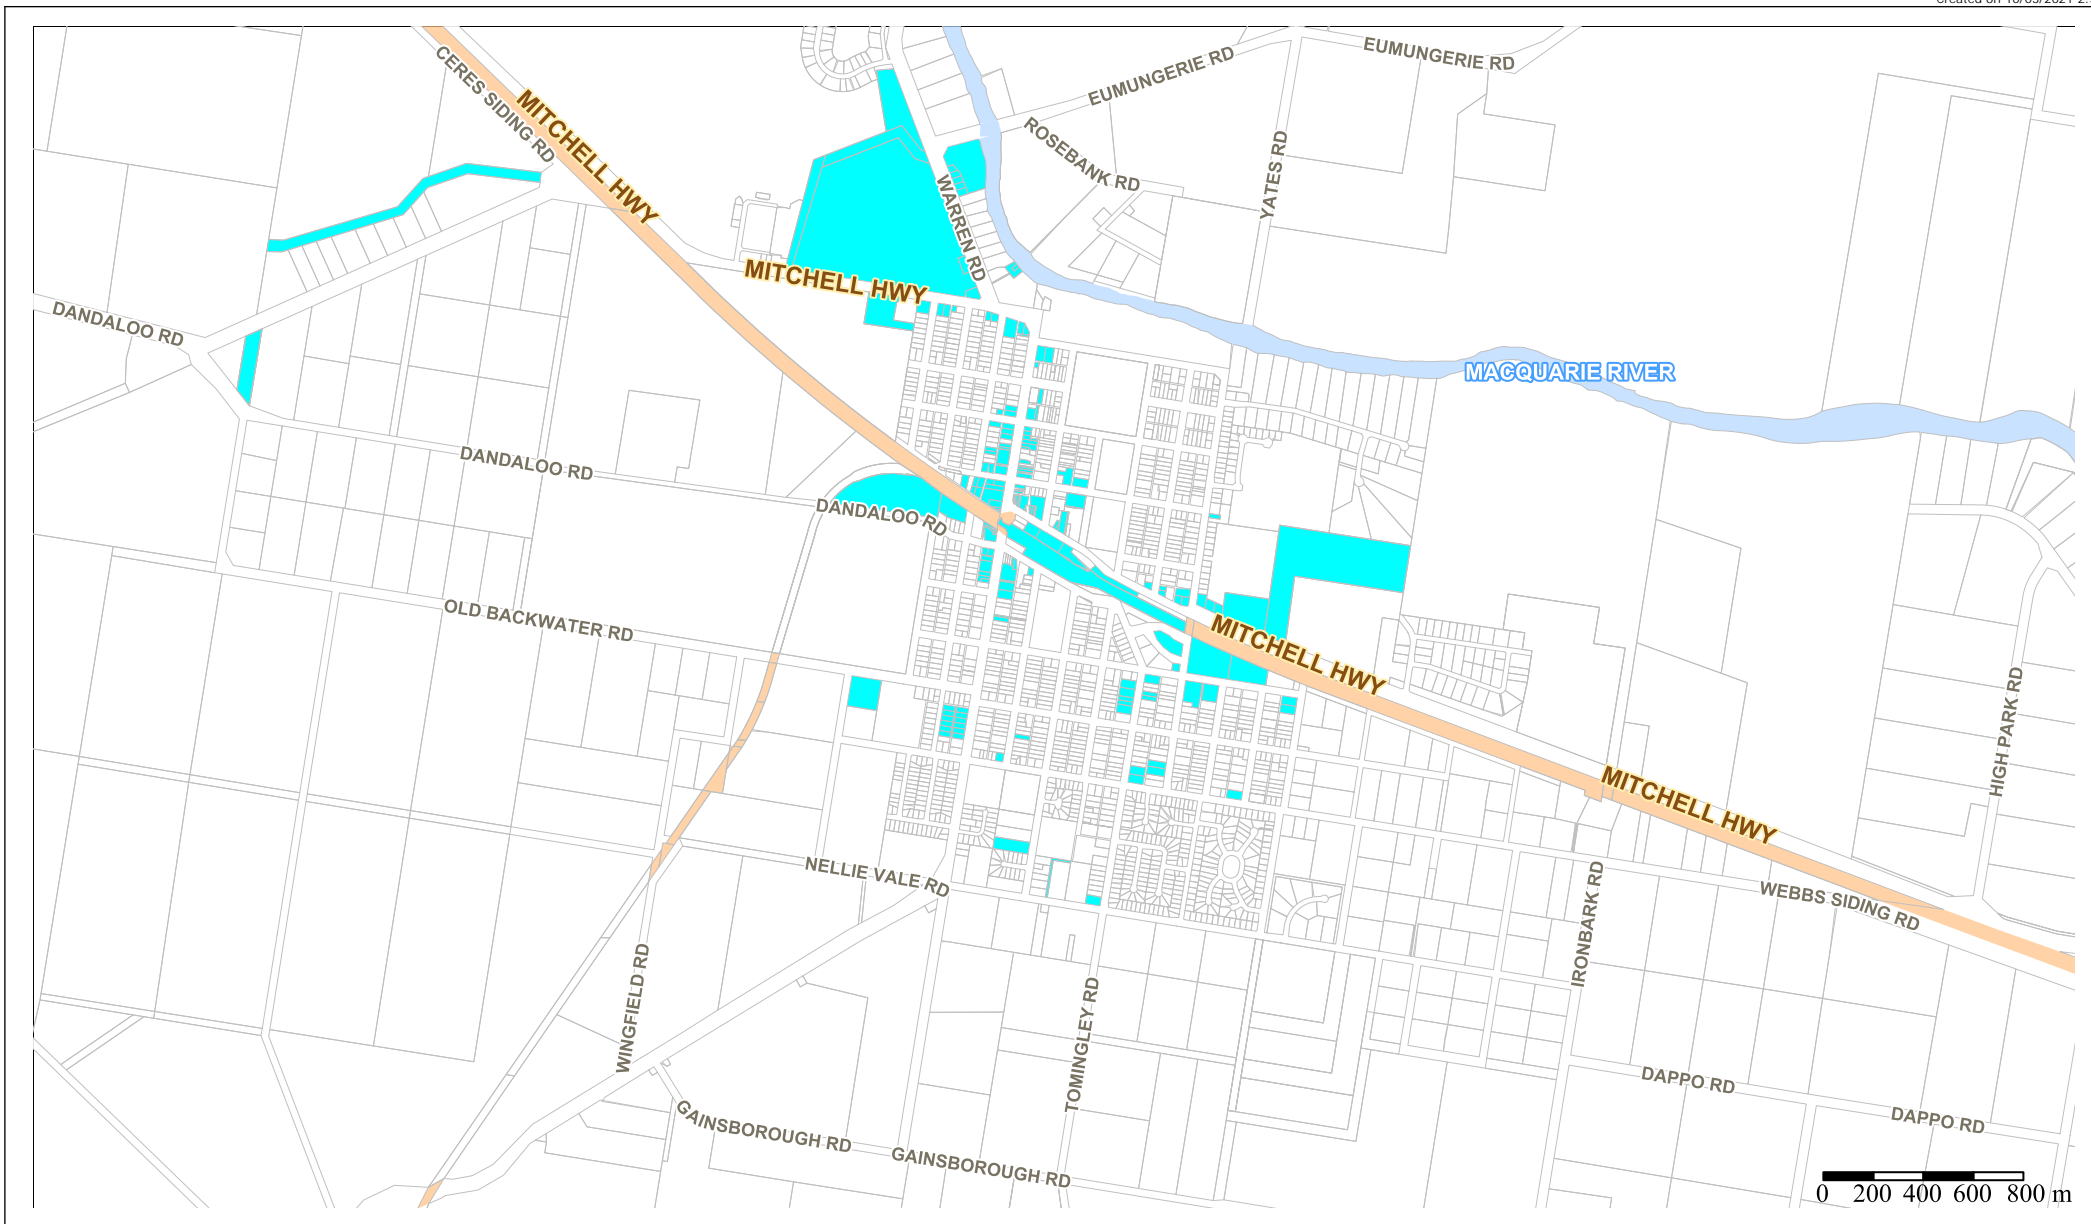 EUMUNGERIE RD
EUMUNGERIE RD
CERES SIDING RD
MITCHELL HWY
ROSEBANK RD
YATES RD
WARREN RD
MITCHELL HWY
DANDALOO RD
MACQUARIE RIVER
DANDALOO RD
DANDALOO RD
OLD BACKWATER RD
MITCHELL HWY
HIGH PARK RD
MITCHELL HWY
NELLIE VALE RD
WEBBS SIDING RD
IRONBARK RD
WINGFIELD RD
TOMINGLEY RD
DAPPO RD
DAPPO RD
GAINSBOROUGH RD
GAINSBOROUGH RD
0 200 400 600 800 m